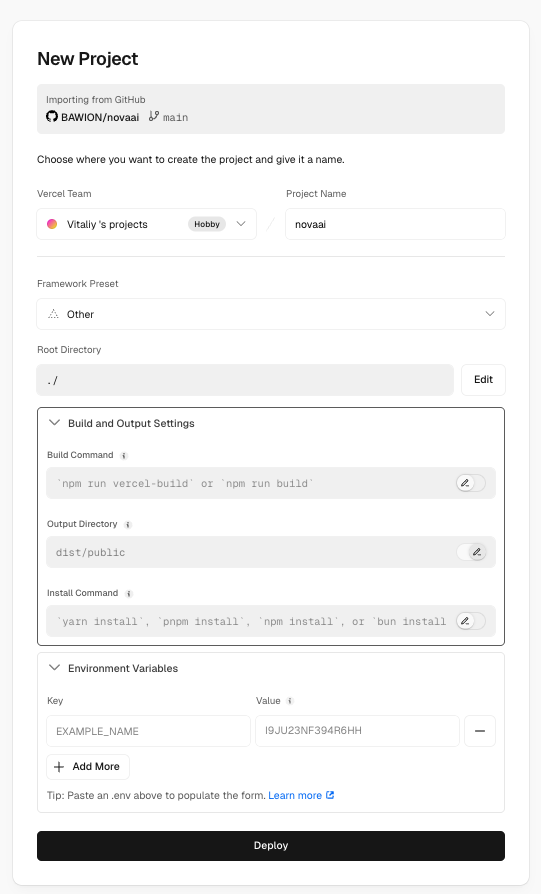 New Project
Importing from GitHub
BAWION/novaai main
Choose where you want to create the project and give it a name.
Vercel Team
Project Name
Vitaliy 's projects Hobby
/
novaai
Framework Preset
Other
Root Directory
./
Edit
Build and Output Settings
Build Command i
`npm run vercel-build` or `npm run build`
Output Directory i
dist/public
Install Command i
`yarn install`, `pnpm install`, `npm install`, or `bun install
Environment Variables
Key
Value i
EXAMPLE_NAME
I9JU23NF394R6HH
Add More
Tip: Paste an .env above to populate the form. Learn more
Deploy